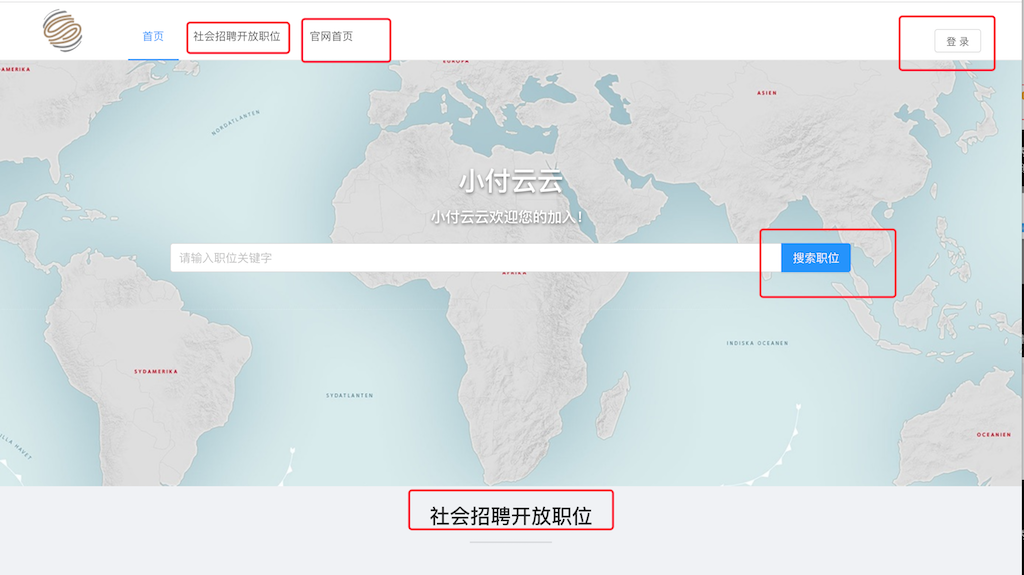 首页
社会招聘开放职位
官网首页
登 录
AMERIKA
EUROPA
ASIEN
NORDATLANTEN
小付云云
小付云云欢迎您的加入!
请输入职位关键字
搜索职位
AFRIKA
INDISKA OCEANEN
SYDAMERIKA
SYDATLANTEN
OCEANIEN
社会招聘开放职位